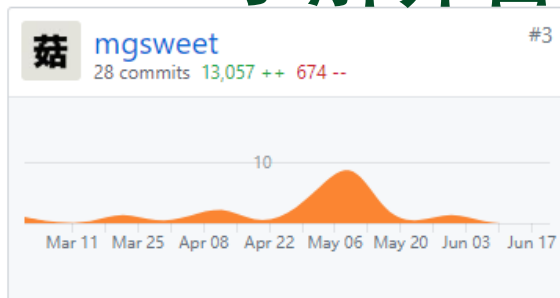 菇
mgsweet
#3
28 commits 13,057 ++ 674 --
10
Mar 11 Mar 25 Apr 08 Apr 22 May 06 May 20 Jun 03 Jun 17